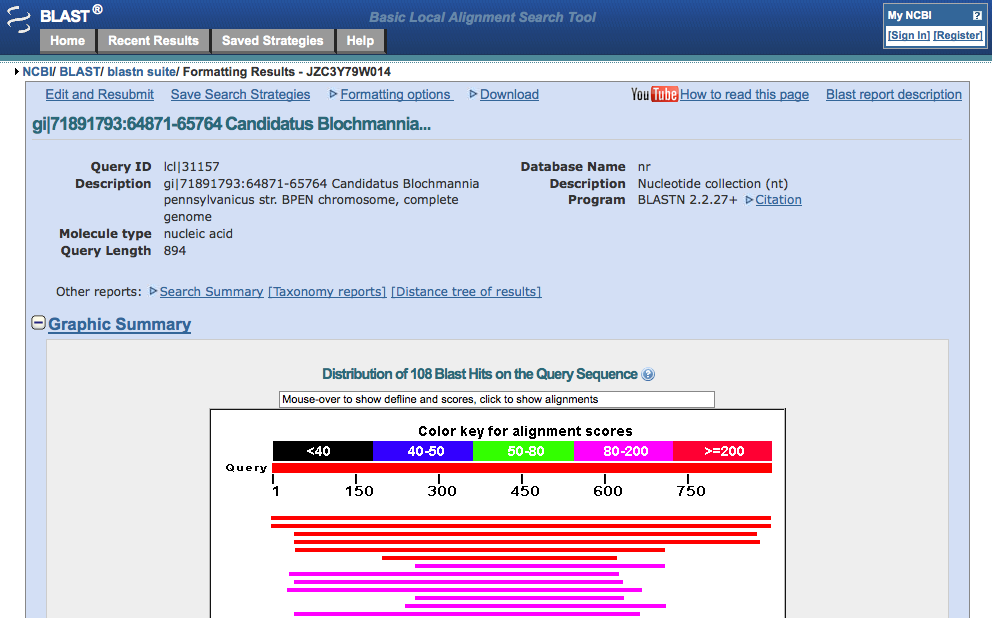 BLAST ®
Basic Local Alignment Search Tool
My NCBI ?
[Sign In] [Register]
Home Recent Results Saved Strategies Help
NCBI/ BLAST/ blastn suite/ Formatting Results - JZC3Y79W014
Edit and Resubmit Save Search Strategies Formatting options Download YouTube How to read this page Blast report description
gi|71891793:64871-65764 Candidatus Blochmannia...
Query ID lcl|31157
Description gi|71891793:64871-65764 Candidatus Blochmannia
pennsylvanicus str. BPEN chromosome, complete
genome
Molecule type nucleic acid
Query Length 894
Database Name nr
Description Nucleotide collection (nt)
Program BLASTN 2.2.27+ Citation
Other reports: Search Summary [Taxonomy reports] [Distance tree of results]
Graphic Summary
Distribution of 108 Blast Hits on the Query Sequence ?
Mouse-over to show defline and scores, click to show alignments
Color key for alignment scores
<40 40-50 50-80 80-200 >=200
Query
1 150 300 450 600 750